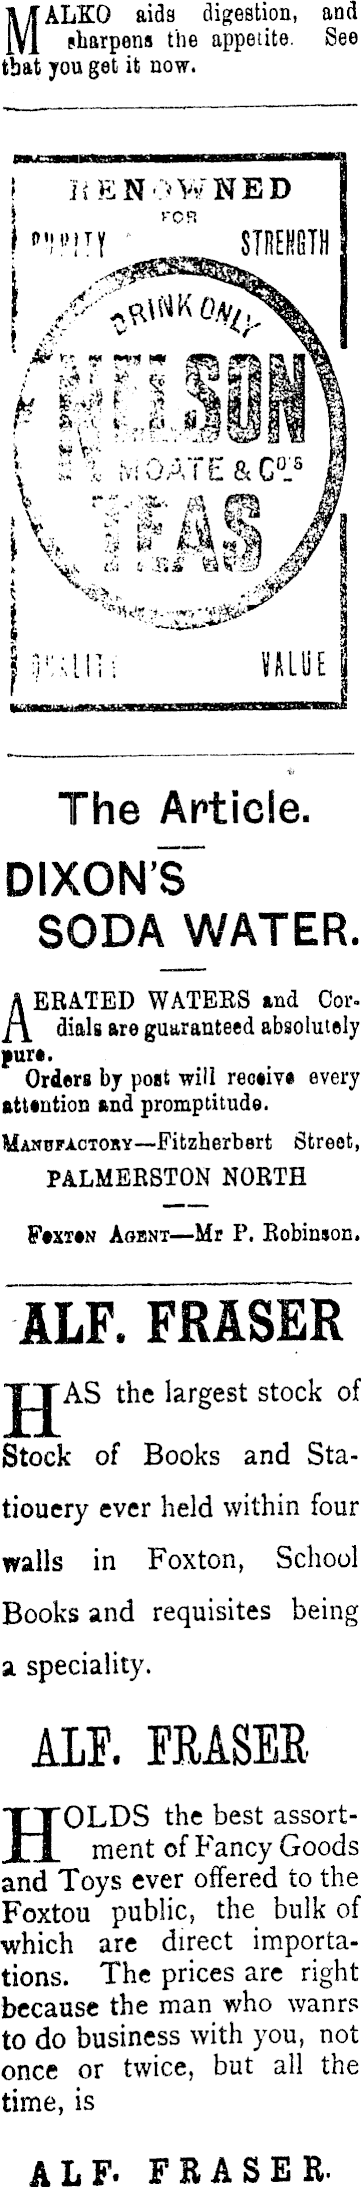 MALKO aids digestion, and
sharpens the appetite. See
that you get it now.
RENOWNED
FOR
PURITY STRENGTH
DRINK ONLY
NELSON
MOATE & CO'S
TEAS
QUALITY VALUE
The Article.
DIXON'S
SODA WATER.
AERATED WATERS and Cor-
dials are guaranteed absolutely
pure.
Orders by post will receive every
attention and promptitude.
MANUFACTORY—Fitzherbert Street,
PALMERSTON NORTH
FOXTON AGENT—Mr P. Robinson.
ALF. FRASER
HAS the largest stock of
Stock of Books and Sta-
tiouery ever held within four
walls in Foxton, School
Books and requisites being
a speciality.
ALF. FRASER
HOLDS the best assort-
ment of Fancy Goods
and Toys ever offered to the
Foxtou public, the bulk of
which are direct importa-
tions. The prices are right
because the man who wanrs
to do business with you, not
once or twice, but all the
time, is
ALF. FRASER.